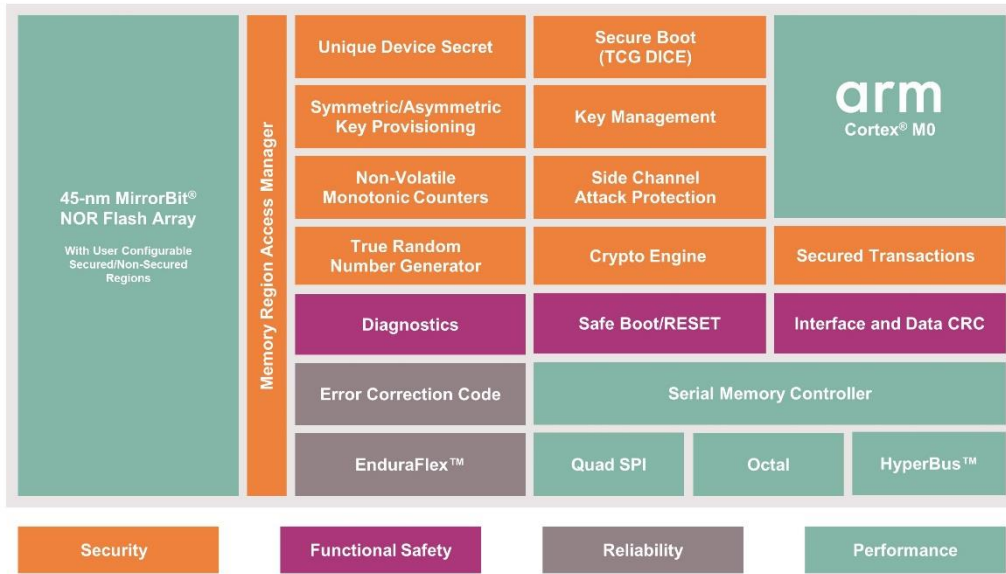 45-nm MirrorBit®
NOR Flash Array
With User Configurable
Secured/Non-Secured
Regions
Memory Region Access Manager
Unique Device Secret
Secure Boot
(TCG DICE)
arm
Cortex® M0
Symmetric/Asymmetric
Key Provisioning
Key Management
Non-Volatile
Monotonic Counters
Side Channel
Attack Protection
True Random
Number Generator
Crypto Engine
Secured Transactions
Diagnostics
Safe Boot/RESET
Interface and Data CRC
Error Correction Code
Serial Memory Controller
EnduraFlex™
Quad SPI
Octal
HyperBus™
Security
Functional Safety
Reliability
Performance